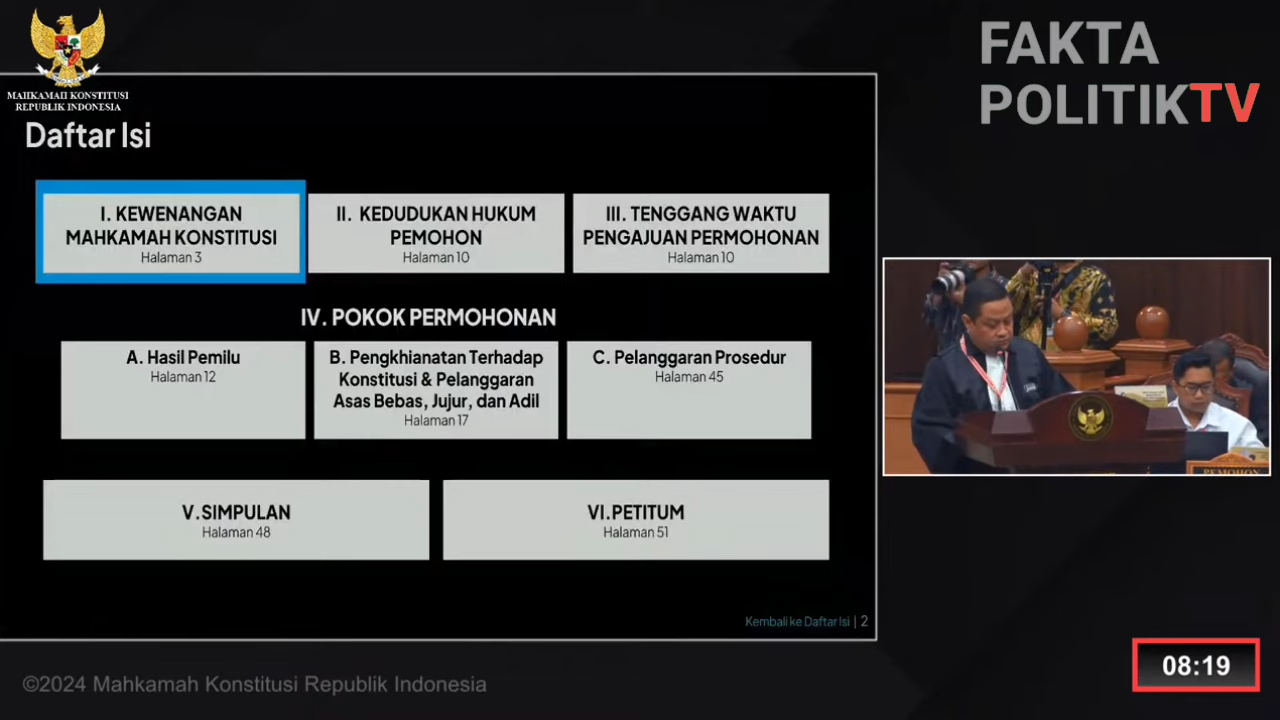 MAHKAMAH KONSTITUSI
REPUBLIK INDONESIA
FAKTA
POLITIKTV
Daftar Isi
I. KEWENANGAN
MAHKAMAH KONSTITUSI
Halaman 3
II. KEDUDUKAN HUKUM
PEMOHON
Halaman 10
III. TENGGANG WAKTU
PENGAJUAN PERMOHONAN
Halaman 10
IV. POKOK PERMOHONAN
A. Hasil Pemilu
Halaman 12
B. Pengkhianatan Terhadap
Konstitusi & Pelanggaran
Asas Bebas, Jujur, dan Adil
Halaman 17
C. Pelanggaran Prosedur
Halaman 45
V.SIMPULAN
Halaman 48
VI.PETITUM
Halaman 51
Kembali ke Daftar Isi | 2
PEMOHON
©2024 Mahkamah Konstitusi Republik Indonesia
08:19